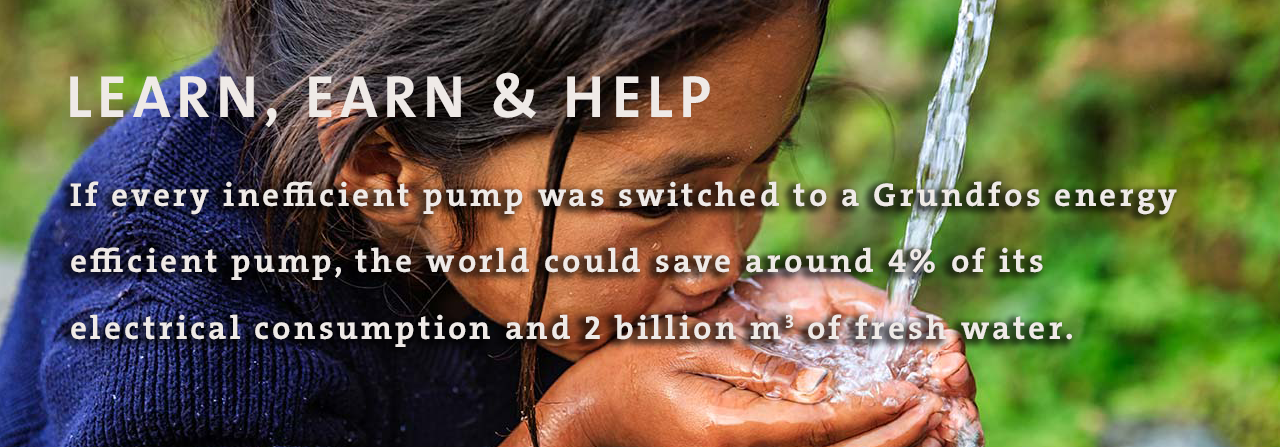 LEARN, EARN & HELP
If every inefficient pump was switched to a Grundfos energy
efficient pump, the world could save around 4% of its
electrical consumption and 2 billion m³ of fresh water.